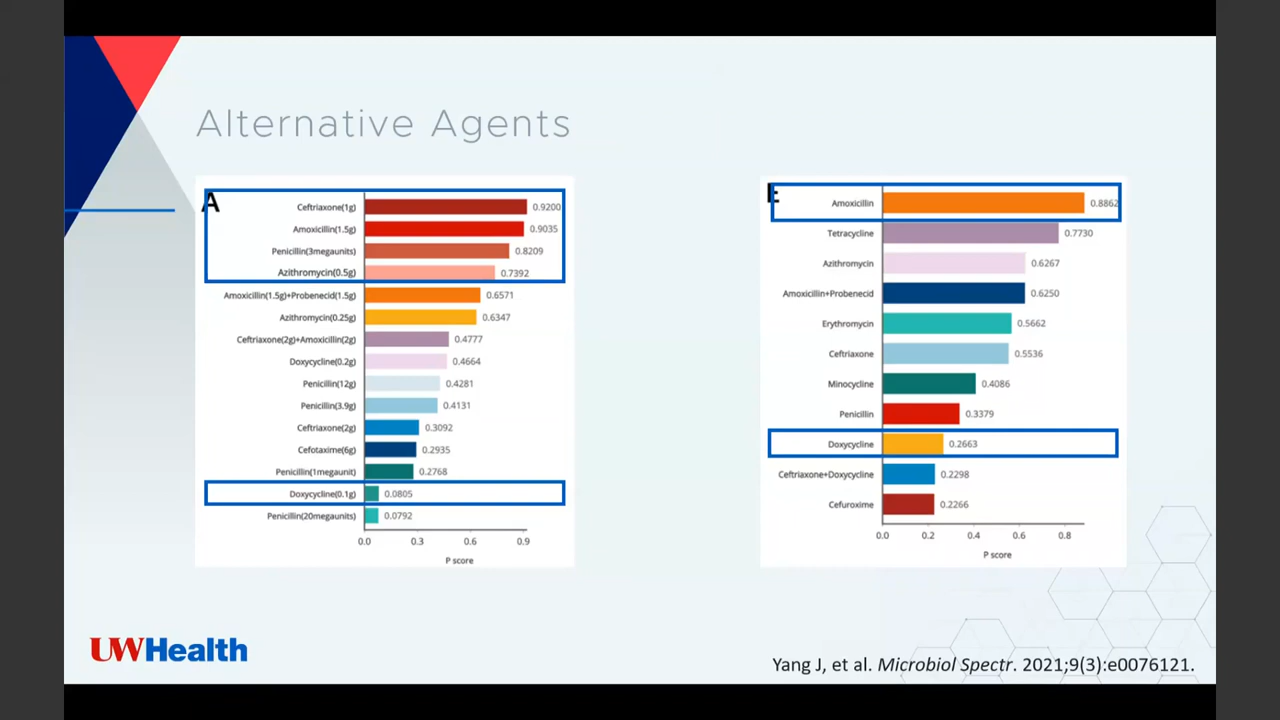 Alternative Agents
A
Ceftriaxone(1g) 0.9200
Amoxicillin(1.5g) 0.9035
Penicillin(3megaunits) 0.8209
Azithromycin(0.5g) 0.7392
Amoxicillin(1.5g)+Probenecid(1.5g) 0.6571
Azithromycin(0.25g) 0.6347
Ceftriaxone(2g)+Amoxicillin(2g) 0.4777
Doxycycline(0.2g) 0.4664
Penicillin(12g) 0.4281
Penicillin(3.9g) 0.4131
Ceftriaxone(2g) 0.3092
Cefotaxime(6g) 0.2935
Penicillin(1megaunit) 0.2768
Doxycycline(0.1g) 0.0805
Penicillin(20megaunits) 0.0792
0.0 0.3 0.6 0.9
P score
E
Amoxicillin 0.8862
Tetracycline 0.7730
Azithromycin 0.6267
Amoxicillin+Probenecid 0.6250
Erythromycin 0.5662
Ceftriaxone 0.5536
Minocycline 0.4086
Penicillin 0.3379
Doxycycline 0.2663
Ceftriaxone+Doxycycline 0.2298
Cefuroxime 0.2266
0.0 0.2 0.4 0.6 0.8
P score
UWHealth
Yang J, et al. Microbiol Spectr. 2021;9(3):e0076121.